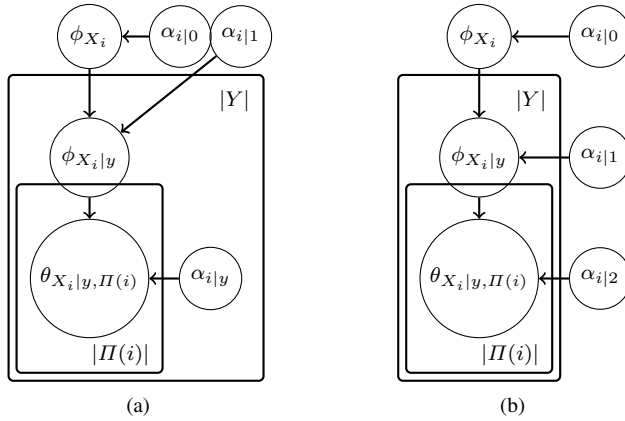 ϕ_{X_i} α_{i|0} α_{i|1}
|Y|
ϕ_{X_i|y}
θ_{X_i|y,Π(i)} α_{i|y}
|Π(i)|
(a)
ϕ_{X_i} α_{i|0}
|Y|
ϕ_{X_i|y} α_{i|1}
θ_{X_i|y,Π(i)} α_{i|2}
|Π(i)|
(b)